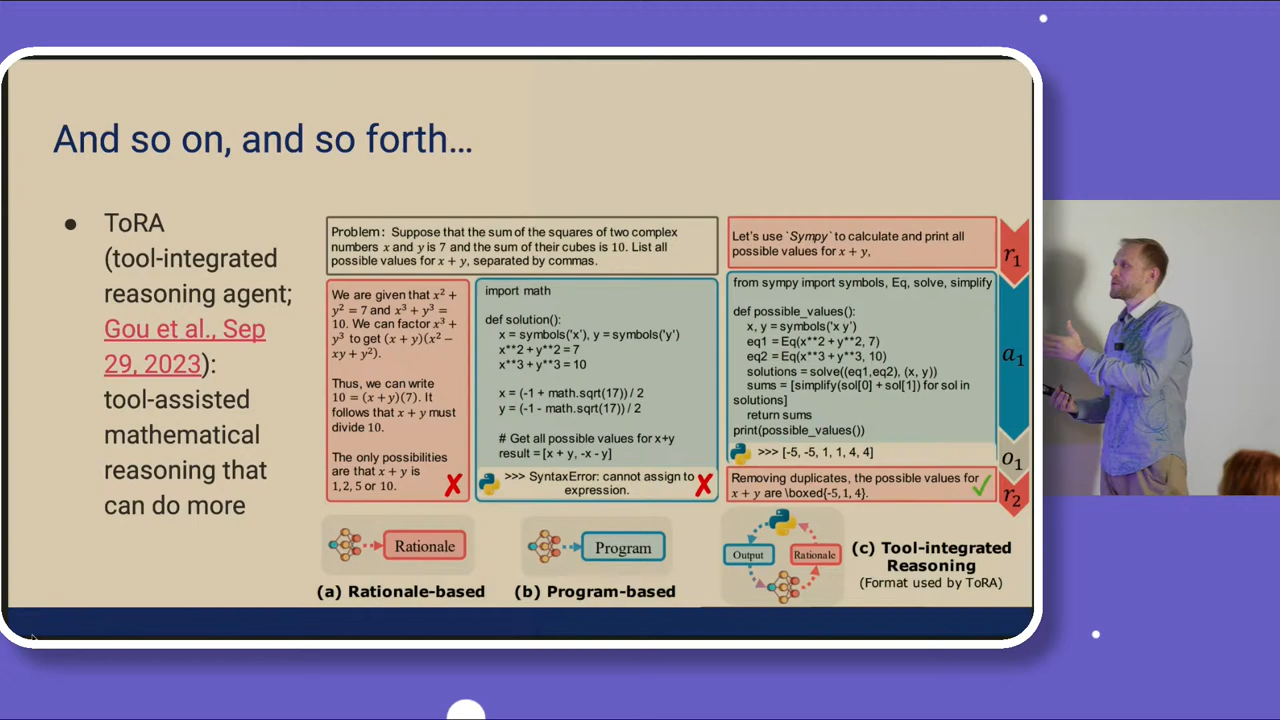 And so on, and so forth...
● ToRA
(tool-integrated
reasoning agent;
Gou et al., Sep
29, 2023):
tool-assisted
mathematical
reasoning that
can do more
Problem: Suppose that the sum of the squares of two complex
numbers x and y is 7 and the sum of their cubes is 10. List all
possible values for x + y, separated by commas.
We are given that x² +
y² = 7 and x³ + y³ =
10. We can factor x³ +
y³ to get (x + y)(x² −
xy + y²).
Thus, we can write
10 = (x + y)(7). It
follows that x + y must
divide 10.
The only possibilities
are that x + y is
1, 2, 5 or 10.
import math
def solution():
x = symbols('x'), y = symbols('y')
x**2 + y**2 = 7
x**3 + y**3 = 10
x = (-1 + math.sqrt(17)) / 2
y = (-1 - math.sqrt(17)) / 2
# Get all possible values for x+y
result = [x + y, -x - y]
>>> SyntaxError: cannot assign to
expression.
Let's use `Sympy` to calculate and print all
possible values for x + y,
from sympy import symbols, Eq, solve, simplify
def possible_values():
x, y = symbols('x y')
eq1 = Eq(x**2 + y**2, 7)
eq2 = Eq(x**3 + y**3, 10)
solutions = solve((eq1,eq2), (x, y))
sums = [simplify(sol[0] + sol[1]) for sol in
solutions]
return sums
print(possible_values())
>>> [-5, -5, 1, 1, 4, 4]
Removing duplicates, the possible values for
x + y are \boxed{-5, 1, 4}.
r₁
a₁
o₁
r₂
Rationale
(a) Rationale-based
Program
(b) Program-based
Output
Rationale
(c) Tool-integrated
Reasoning
(Format used by ToRA)